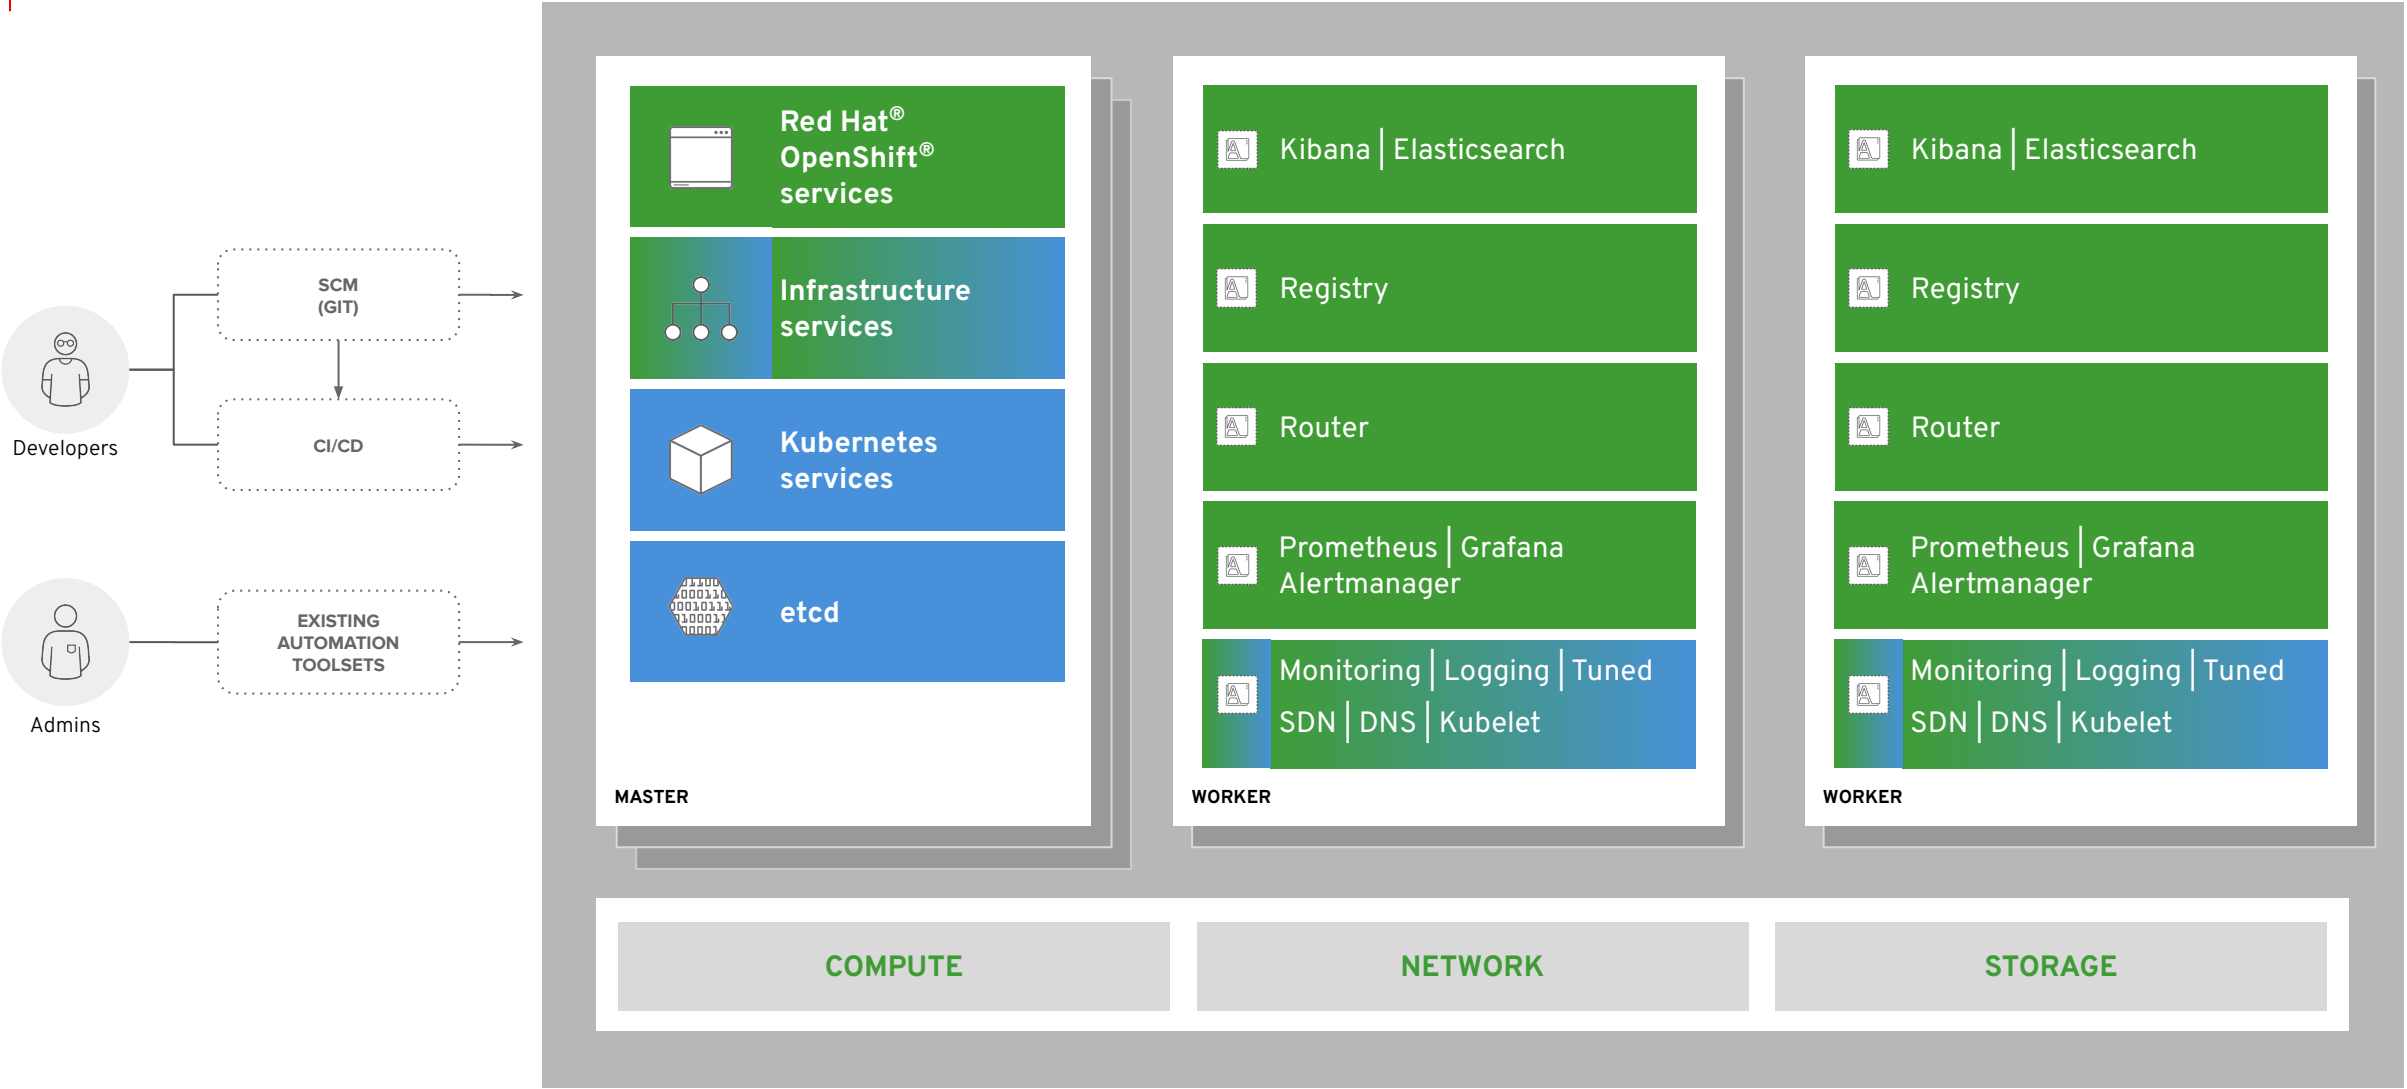 Developers
SCM
(GIT)
CI/CD
Admins
EXISTING
AUTOMATION
TOOLSETS
Red Hat®
OpenShift®
services
Infrastructure
services
Kubernetes
services
etcd
MASTER
Kibana | Elasticsearch
Registry
Router
Prometheus | Grafana
Alertmanager
Monitoring | Logging | Tuned
SDN | DNS | Kubelet
WORKER
Kibana | Elasticsearch
Registry
Router
Prometheus | Grafana
Alertmanager
Monitoring | Logging | Tuned
SDN | DNS | Kubelet
WORKER
COMPUTE
NETWORK
STORAGE